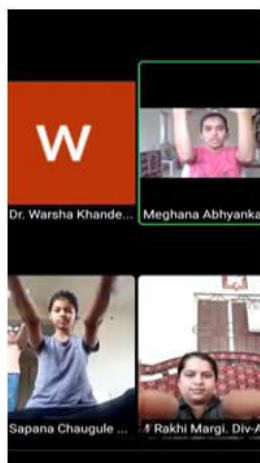 W
Dr. Warsha Khande...
Meghana Abhyanka
Sapana Chaugule ...
Rakhi Margi. Div-A